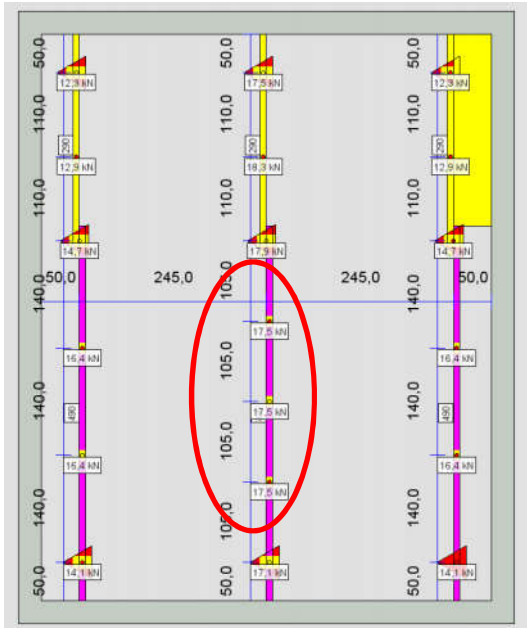 50,0 50,0 50,0
12,9 kN 17,5 kN 12,9 kN
110,0 110,0 110,0
290 290 290
12,9 kN 18,3 kN 12,9 kN
110,0 110,0 110,0
14,7 kN 17,9 kN 14,7 kN
50,0 245,0 245,0 50,0
140,0 105,0 140,0
17,5 kN
16,4 kN 16,4 kN
105,0
140,0 140,0
490 17,5 kN 490
105,0
16,4 kN 16,4 kN
17,5 kN
140,0 105,0 140,0
14,1 kN 17,1 kN 14,1 kN
50,0 50,0 50,0